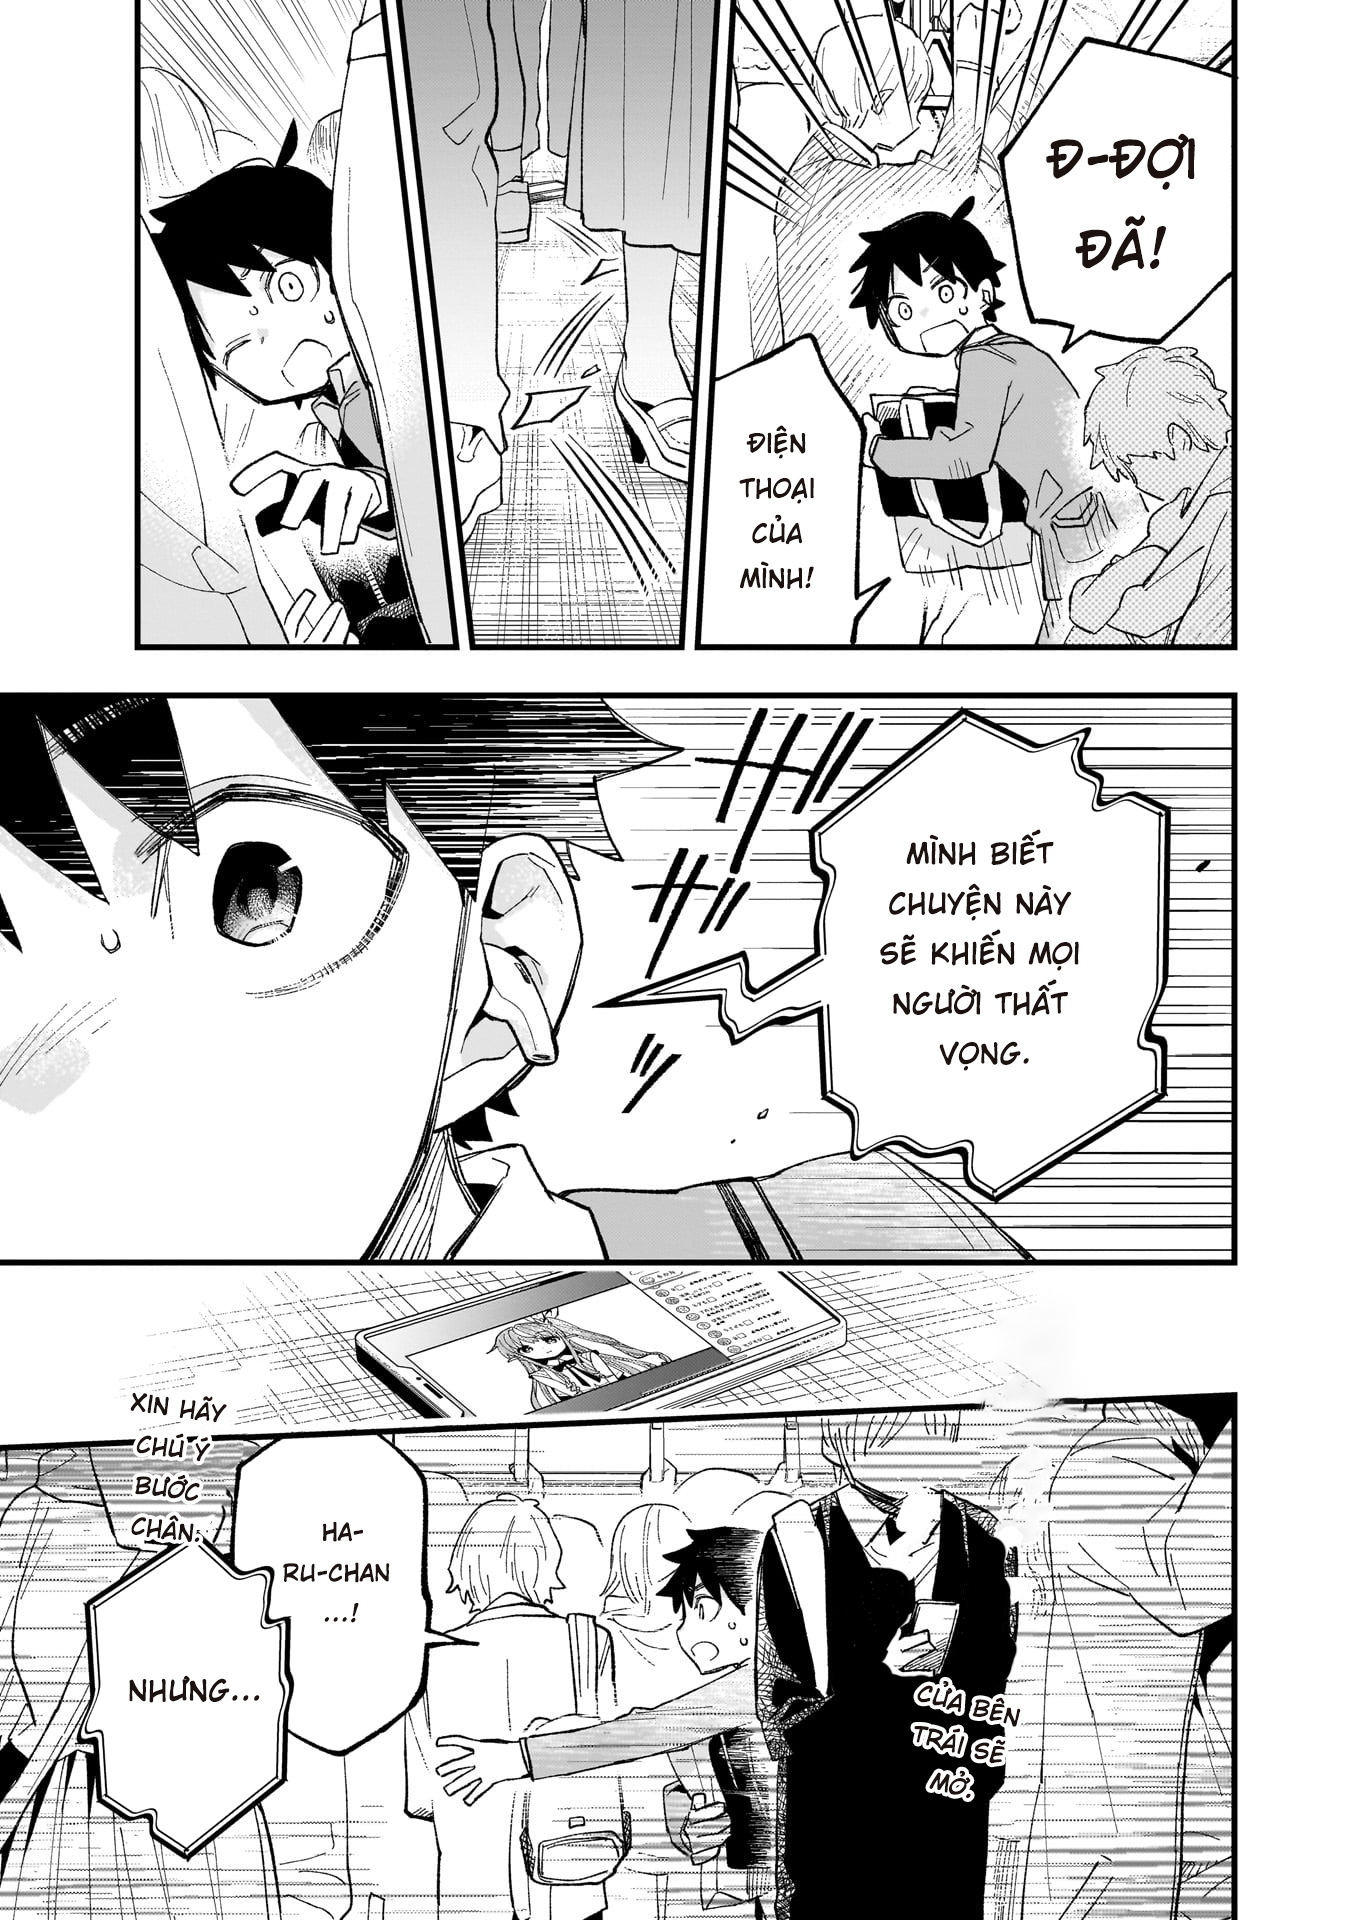 Đ-ĐỢI
ĐÃ!
ĐIỆN
THOẠI
CỦA
MÌNH!
MÌNH BIẾT
CHUYỆN NÀY
SẼ KHIẾN MỌI
NGƯỜI THẤT
VỌNG.
CỬA BÊN
TRÁI SẼ
MỞ.
HA-
RU-CHAN
...!
XIN HÃY
CHÚ Ý
BƯỚC
CHÂN.
NHƯNG...